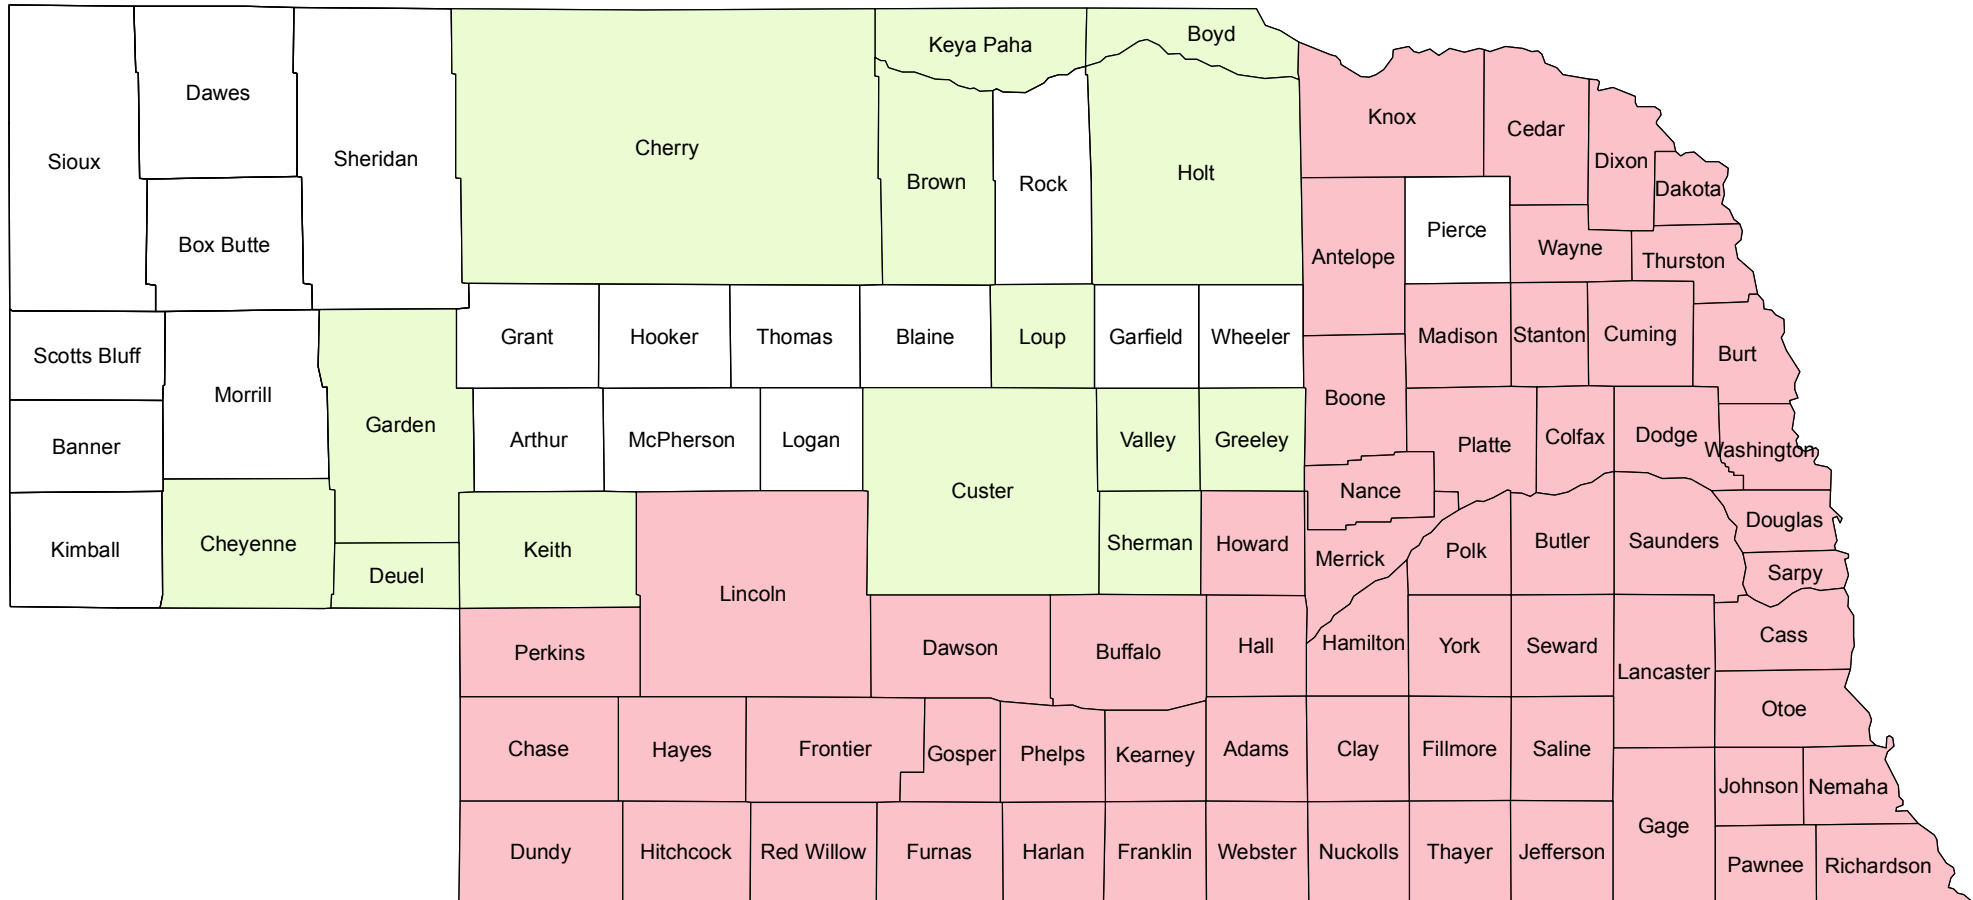 Boyd
Keya Paha
Dawes
Knox
Cedar
Cherry
Sheridan
Sioux
Dixon
Holt
Brown
Rock
Dakota
Pierce
Box Butte
Wayne
Antelope
Thurston
Grant
Hooker
Thomas
Blaine
Loup
Garfield
Wheeler
Madison
Stanton
Cuming
Scotts Bluff
Burt
Morrill
Boone
Garden
Arthur
McPherson
Logan
Valley
Greeley
Platte
Colfax
Dodge
Banner
Washington
Custer
Nance
Douglas
Kimball
Cheyenne
Keith
Sherman
Howard
Merrick
Polk
Butler
Saunders
Deuel
Sarpy
Lincoln
Perkins
Dawson
Buffalo
Hall
Hamilton
York
Seward
Cass
Lancaster
Otoe
Chase
Hayes
Frontier
Gosper
Phelps
Kearney
Adams
Clay
Fillmore
Saline
Johnson
Nemaha
Gage
Dundy
Hitchcock
Red Willow
Furnas
Harlan
Franklin
Webster
Nuckolls
Thayer
Jefferson
Pawnee
Richardson